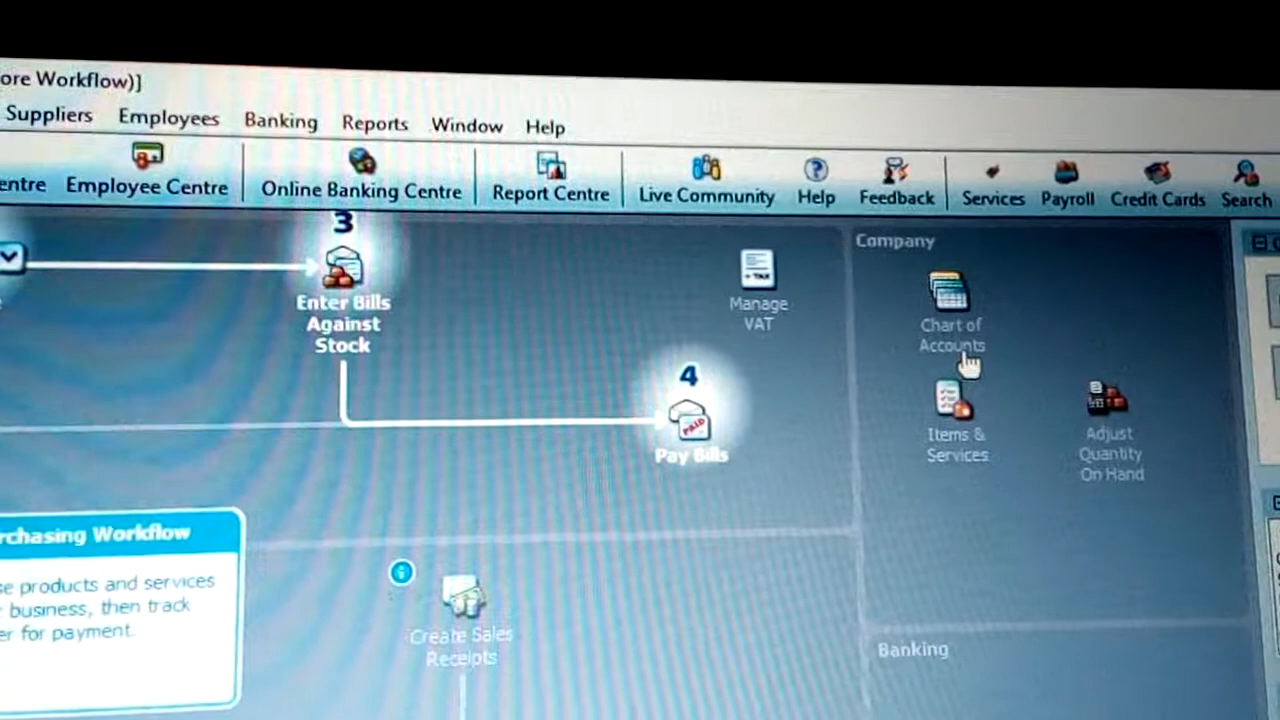 ore Workflow)]
Suppliers Employees Banking Reports Window Help
entre Employee Centre Online Banking Centre Report Centre Live Community Help Feedback Services Payroll Credit Cards Search
3
Enter Bills
Against
Stock
Manage
VAT
4
Pay Bills
Company
Chart of
Accounts
Items &
Services
Adjust
Quantity
On Hand
rchasing Workflow
se products and services
business, then track
er for payment.
Create Sales
Receipts
Banking